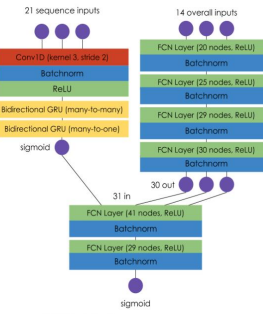 21 sequence inputs
Conv1D (kernel 3, stride 2)
Batchnorm
ReLU
Bidirectional GRU (many-to-many)
Bidirectional GRU (many-to-one)
sigmoid
14 overall inputs
FCN Layer (20 nodes, ReLU)
Batchnorm
FCN Layer (25 nodes, ReLU)
Batchnorm
FCN Layer (29 nodes, ReLU)
Batchnorm
FCN Layer (30 nodes, ReLU)
Batchnorm
30 out
31 in
FCN Layer (41 nodes, ReLU)
Batchnorm
FCN Layer (29 nodes, ReLU)
Batchnorm
sigmoid